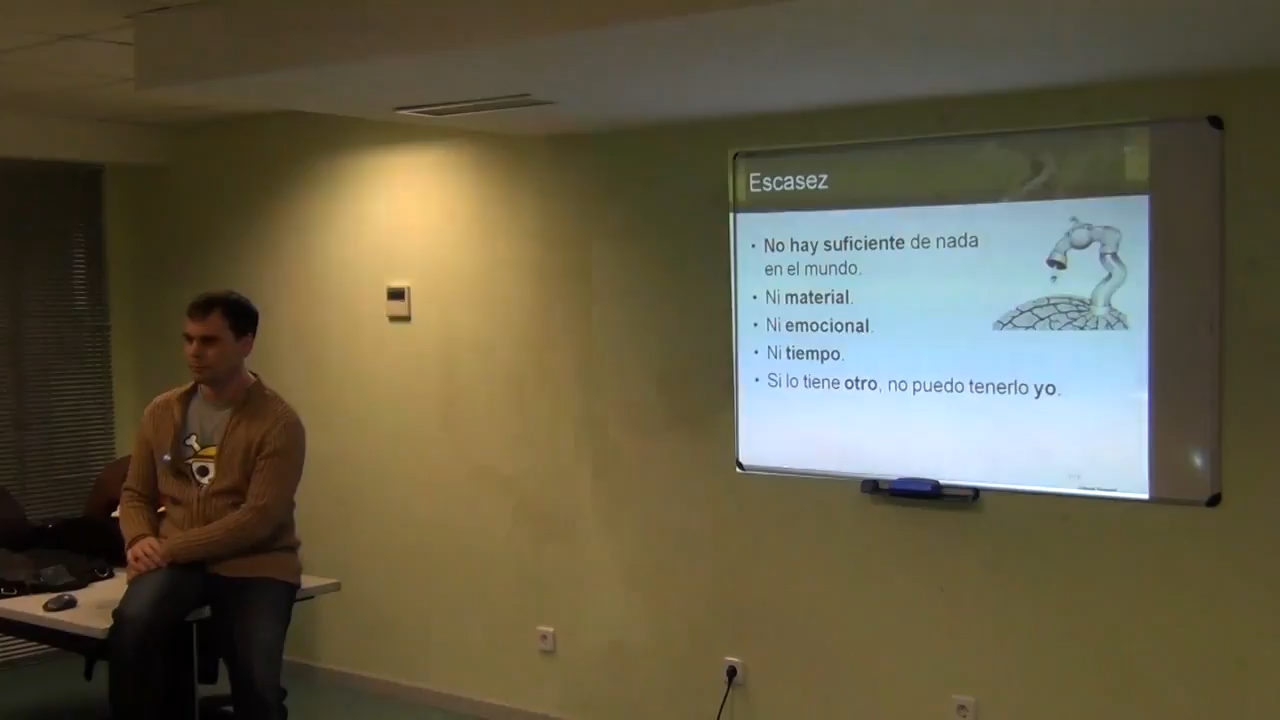 Escasez
• No hay suficiente de nada
en el mundo.
• Ni material.
• Ni emocional.
• Ni tiempo.
• Si lo tiene otro, no puedo tenerlo yo.